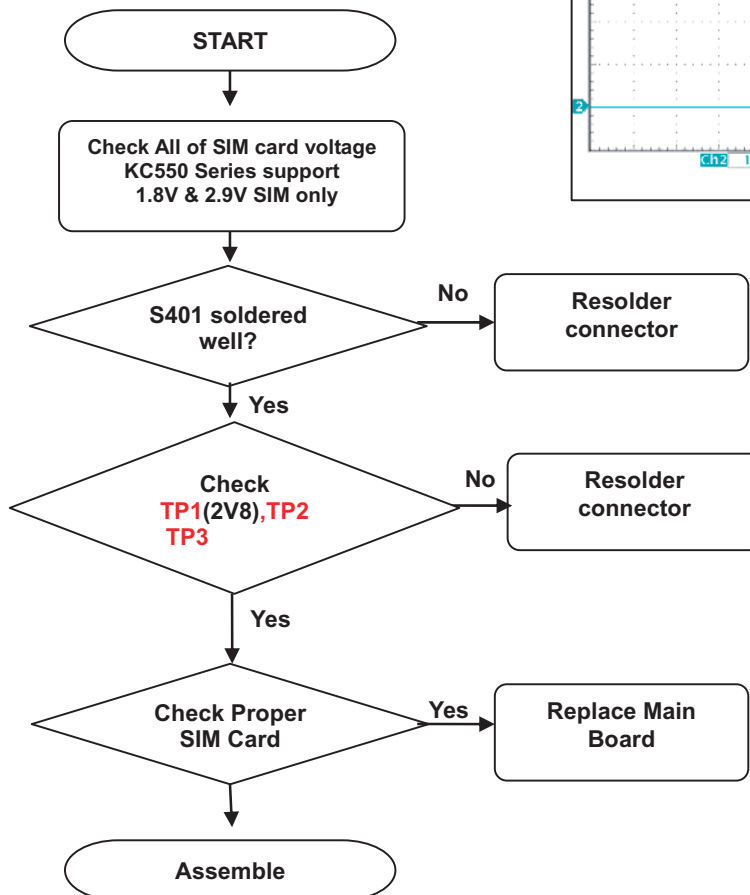 START
Check All of SIM card voltage
KC550 Series support
1.8V & 2.9V SIM only
S401 soldered
well?
No
Resolder
connector
Yes
Check
TP1(2V8),TP2
TP3
No
Resolder
connector
Yes
Check Proper
SIM Card
Yes
Replace Main
Board
Assemble
2
Ch2